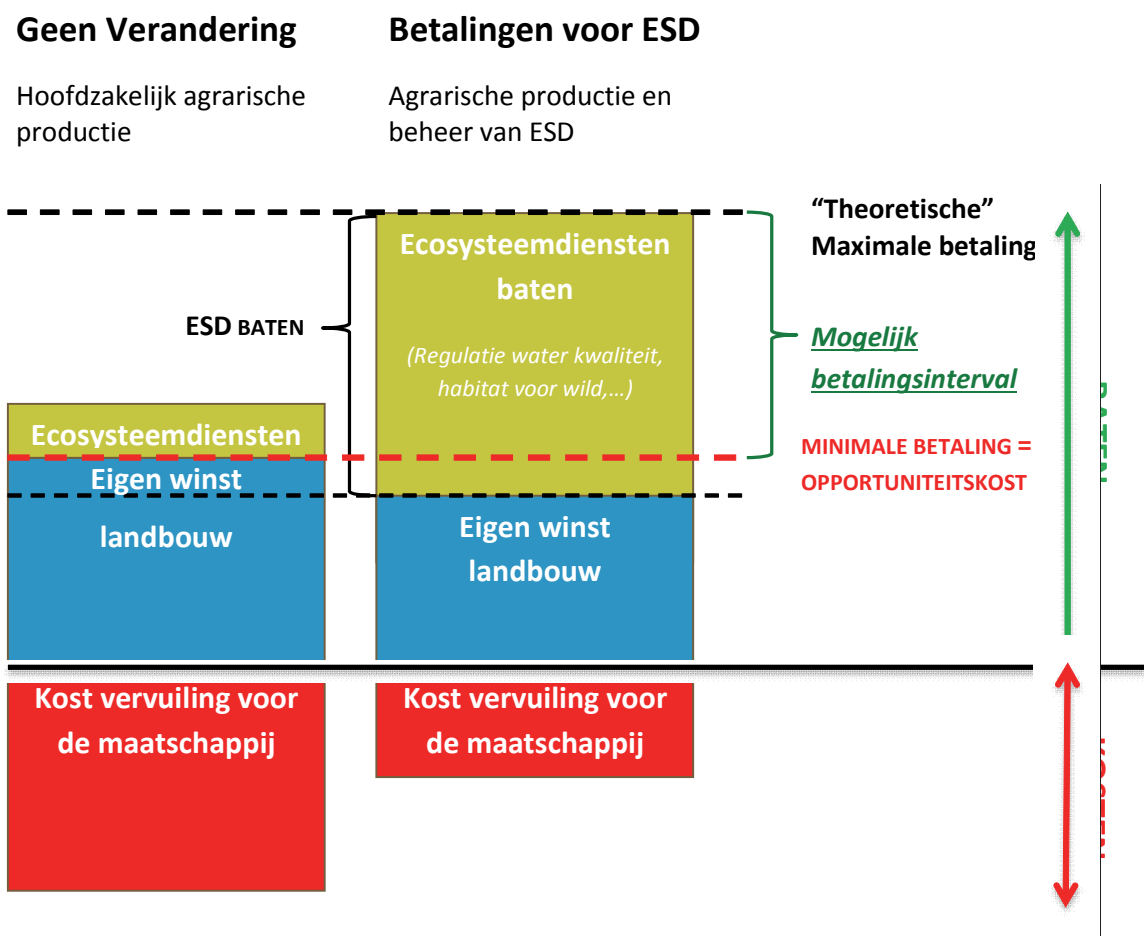 Geen Verandering
Hoofdzakelijk agrarische
productie
Betalingen voor ESD
Agrarische productie en
beheer van ESD
"Theoretische"
Maximale betaling
Ecosysteemdiensten
baten
(Regulatie water kwaliteit,
habitat voor wild,...)
ESD BATEN
Mogelijk
betalingsinterval
MINIMALE BETALING =
OPPORTUNITEITSKOST
Ecosysteemdiensten
Eigen winst
landbouw
Eigen winst
landbouw
Kost vervuiling voor
de maatschappij
Kost vervuiling voor
de maatschappij